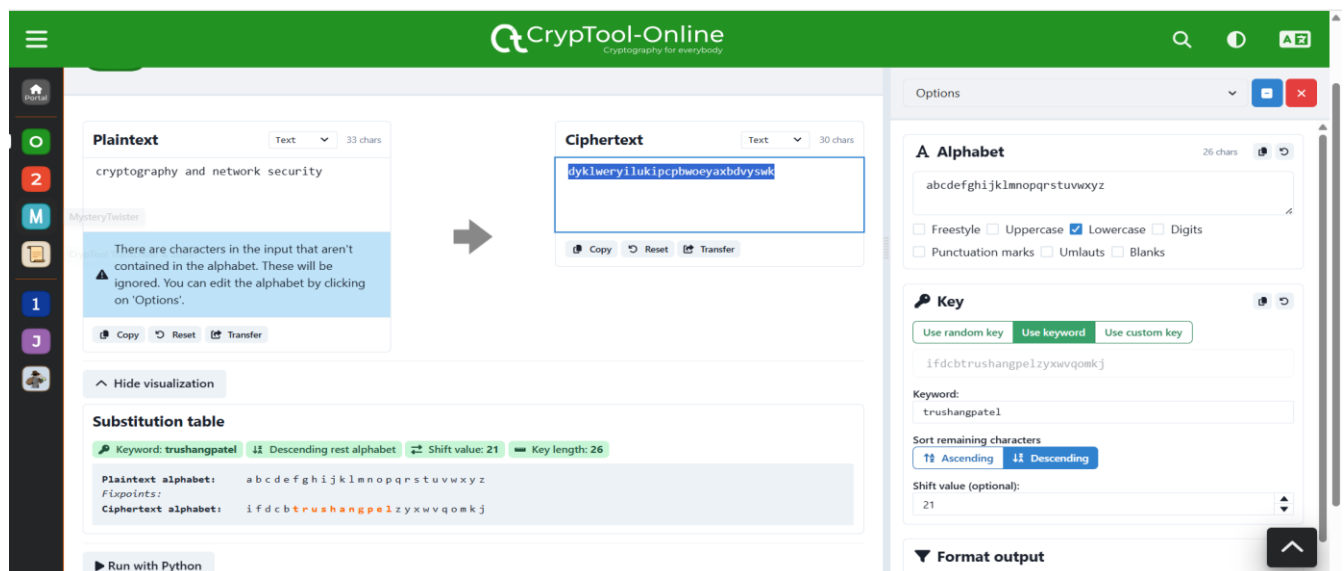 CrypTool-Online
Cryptography for everybody
Portal
O
2
M
1
J
MysteryTwister
Plaintext
Text
33 chars
cryptography and network security
There are characters in the input that aren't
contained in the alphabet. These will be
ignored. You can edit the alphabet by clicking
on 'Options'.
Copy Reset Transfer
Ciphertext
Text
30 chars
dyklweryilukipcpbwoeyaxbdvyswk
Copy Reset Transfer
Hide visualization
Substitution table
Keyword: trushangpatel Descending rest alphabet Shift value: 21 Key length: 26
Plaintext alphabet: a b c d e f g h i j k l m n o p q r s t u v w x y z
Fixpoints:
Ciphertext alphabet: i f d c b t r u s h a n g p e l z y x w v q o m k j
Run with Python
Options
Alphabet
26 chars
abcdefghijklmnopqrstuvwxyz
Freestyle Uppercase Lowercase Digits
Punctuation marks Umlauts Blanks
Key
Use random key Use keyword Use custom key
ifdcbtrushangpelzyxwvqomkj
Keyword:
trushangpatel
Sort remaining characters
Ascending Descending
Shift value (optional):
21
Format output